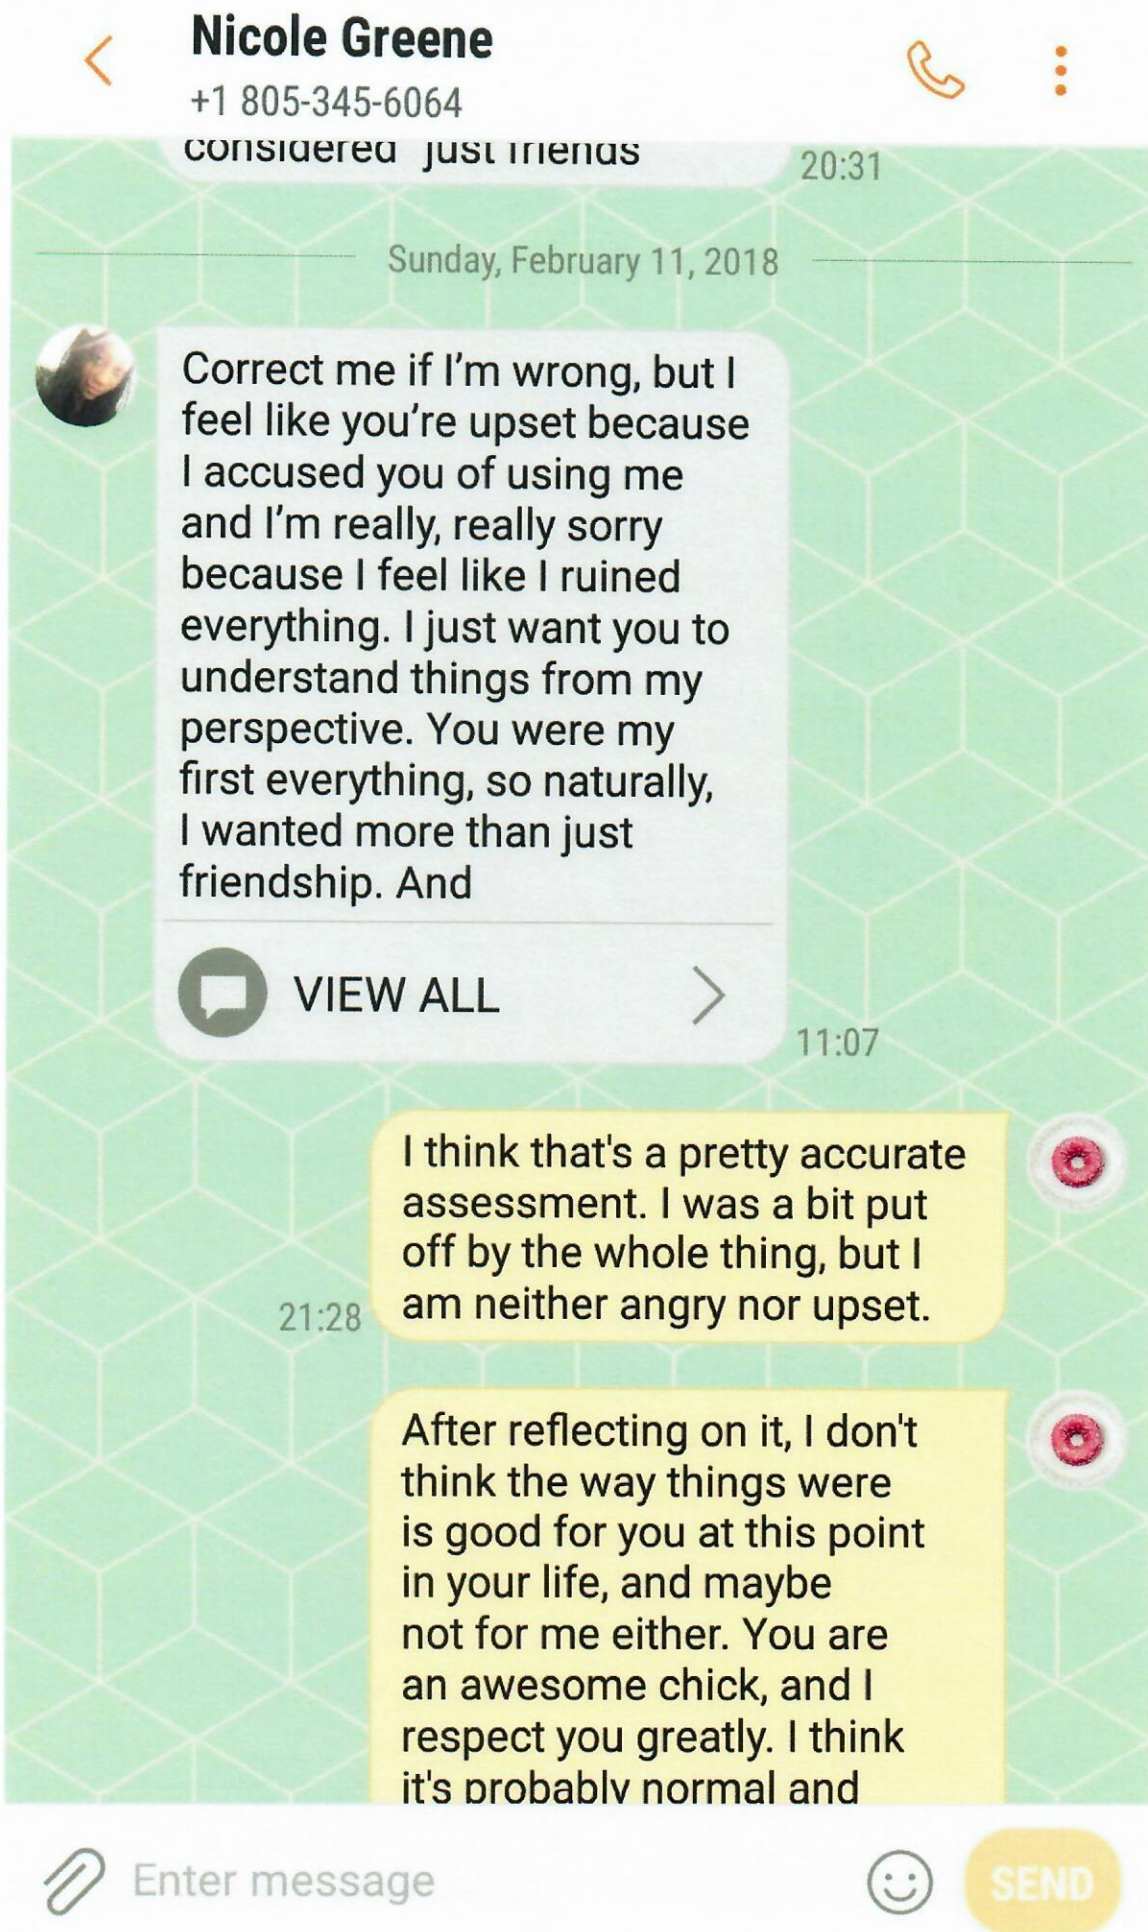 Nicole Greene
+1 805-345-6064
considered just friends
20:31
Sunday, February 11, 2018
Correct me if I'm wrong, but I
feel like you're upset because
I accused you of using me
and I'm really, really sorry
because I feel like I ruined
everything. I just want you to
understand things from my
perspective. You were my
first everything, so naturally,
I wanted more than just
friendship. And
VIEW ALL
11:07
I think that's a pretty accurate
assessment. I was a bit put
off by the whole thing, but I
am neither angry nor upset.
21:28
After reflecting on it, I don't
think the way things were
is good for you at this point
in your life, and maybe
not for me either. You are
an awesome chick, and I
respect you greatly. I think
it's probably normal and
Enter message
SEND